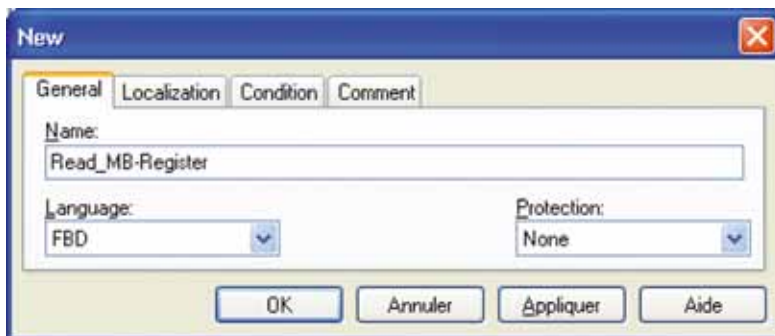 New
General Localization Condition Comment
Name:
Read_MB-Register
Language: Protection:
FBD None
OK Annuler Appliquer Aide